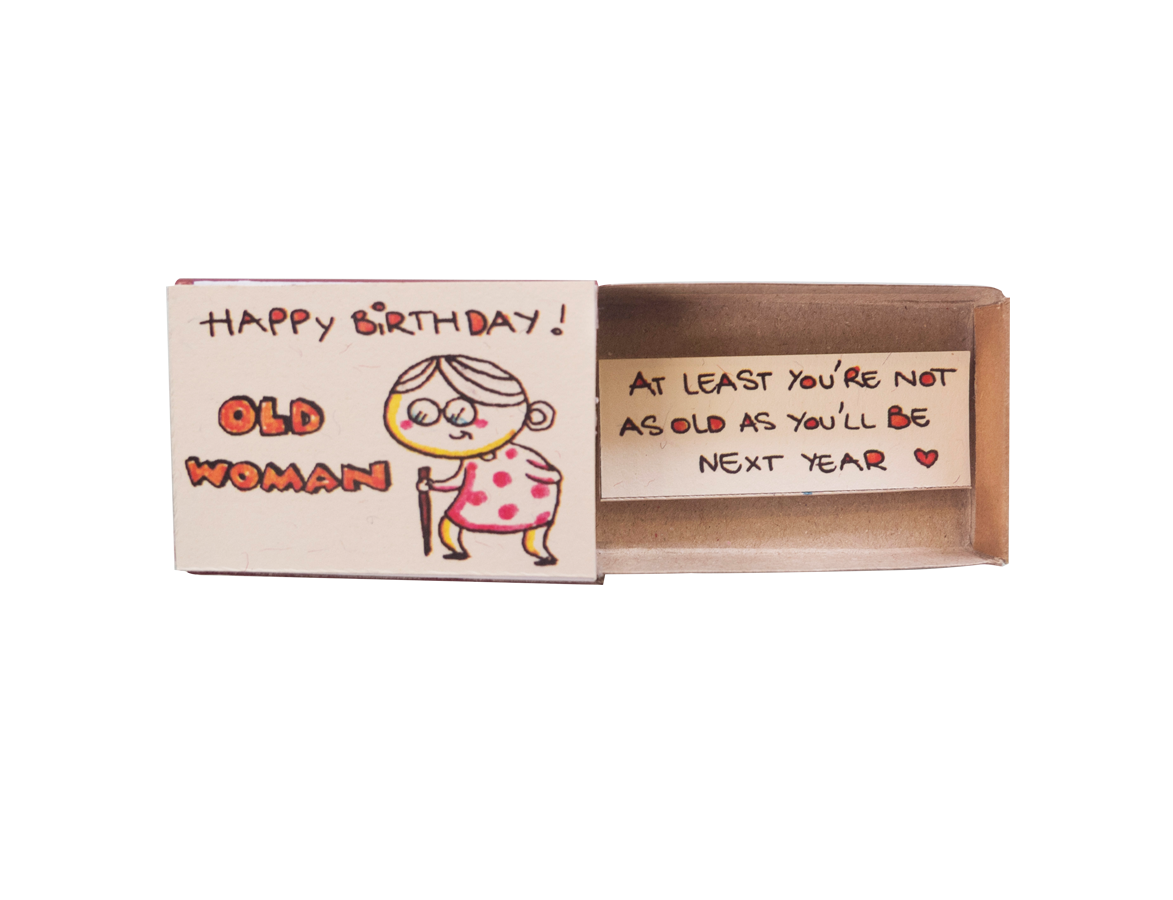 HAPPY BiRTHDAY!
OLD
WOMAN
AT LEAST YOU'RE NOT
AS OLD AS YOU'LL BE
NEXT YEAR ♥